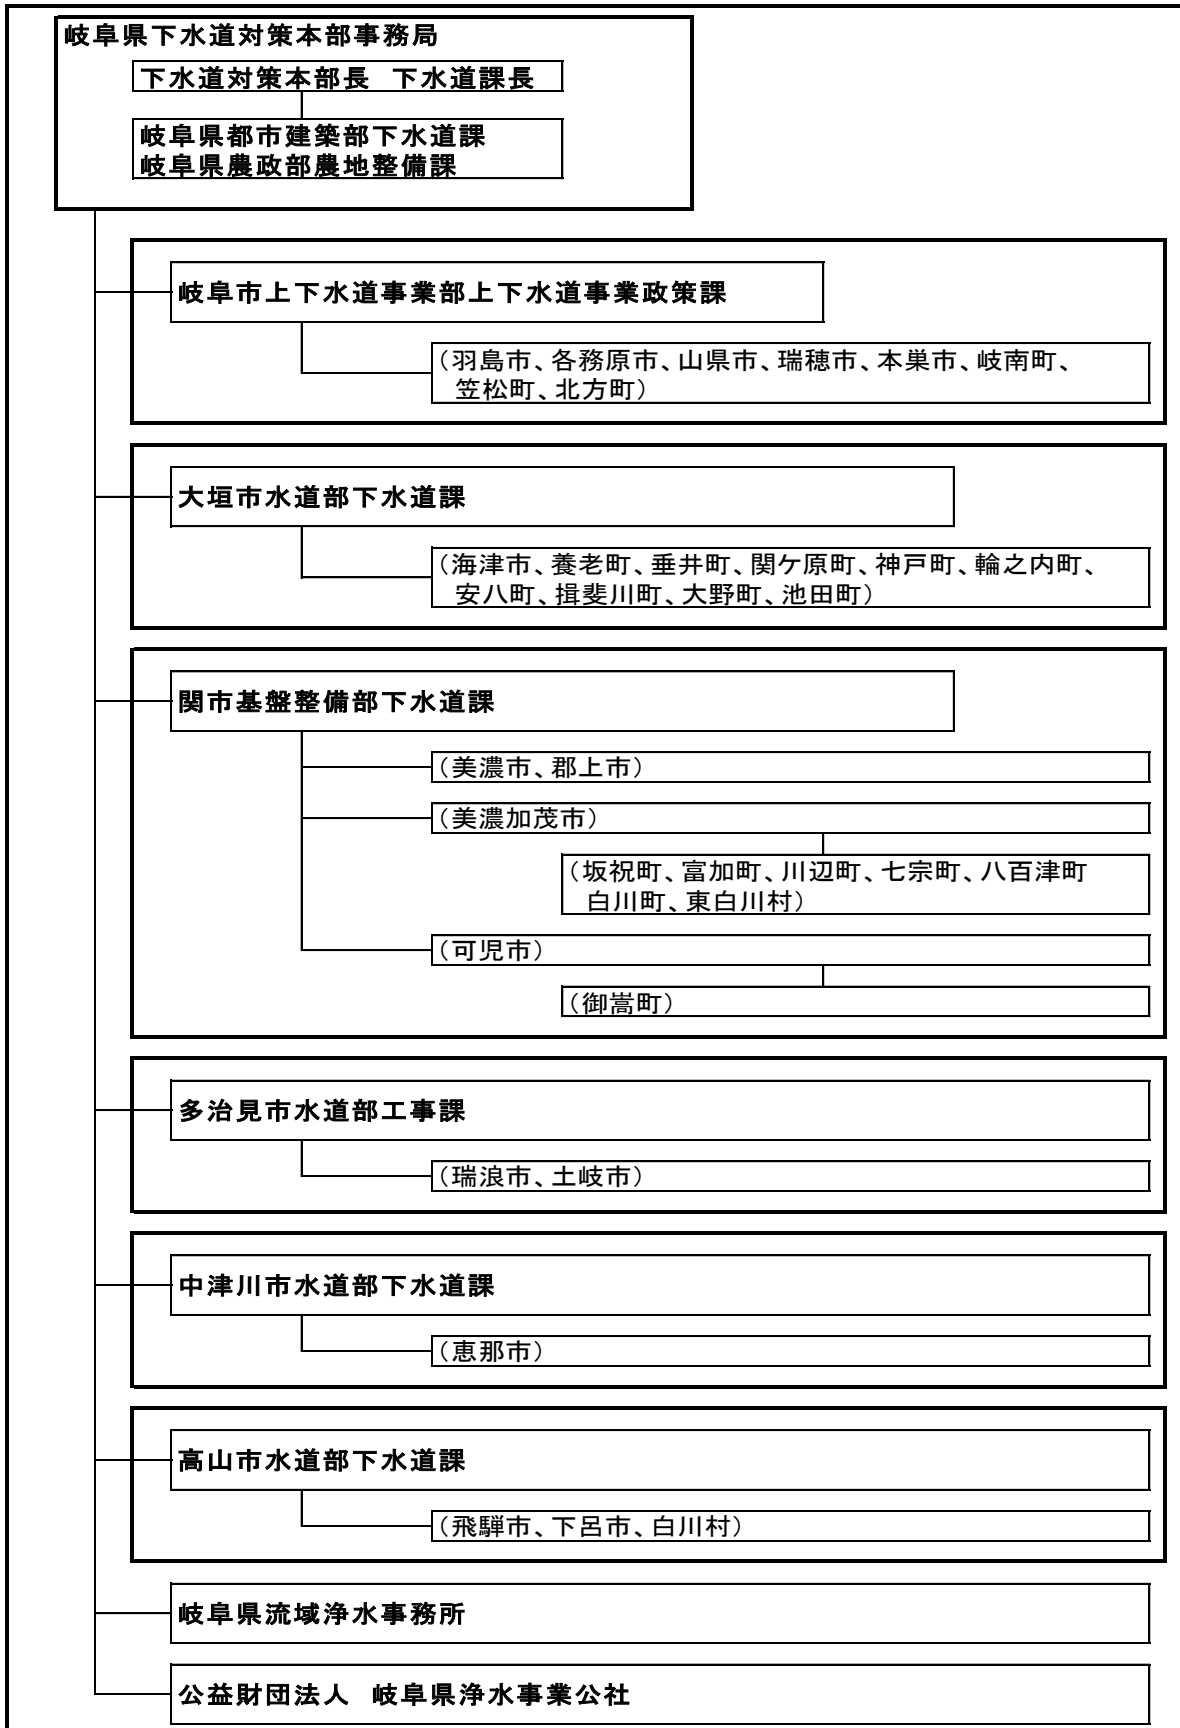 岐阜県下水道対策本部事務局
下水道対策本部長　下水道課長
岐阜県都市建築部下水道課
岐阜県農政部農地整備課
岐阜市上下水道事業部上下水道事業政策課
（羽島市、各務原市、山県市、瑞穂市、本巣市、岐南町、
笠松町、北方町）
大垣市水道部下水道課
（海津市、養老町、垂井町、関ケ原町、神戸町、輪之内町、
安八町、揖斐川町、大野町、池田町）
関市基盤整備部下水道課
（美濃市、郡上市）
（美濃加茂市）
（坂祝町、富加町、川辺町、七宗町、八百津町
白川町、東白川村）
（可児市）
（御嵩町）
多治見市水道部工事課
（瑞浪市、土岐市）
中津川市水道部下水道課
（恵那市）
高山市水道部下水道課
（飛騨市、下呂市、白川村）
岐阜県流域浄水事務所
公益財団法人　岐阜県浄水事業公社